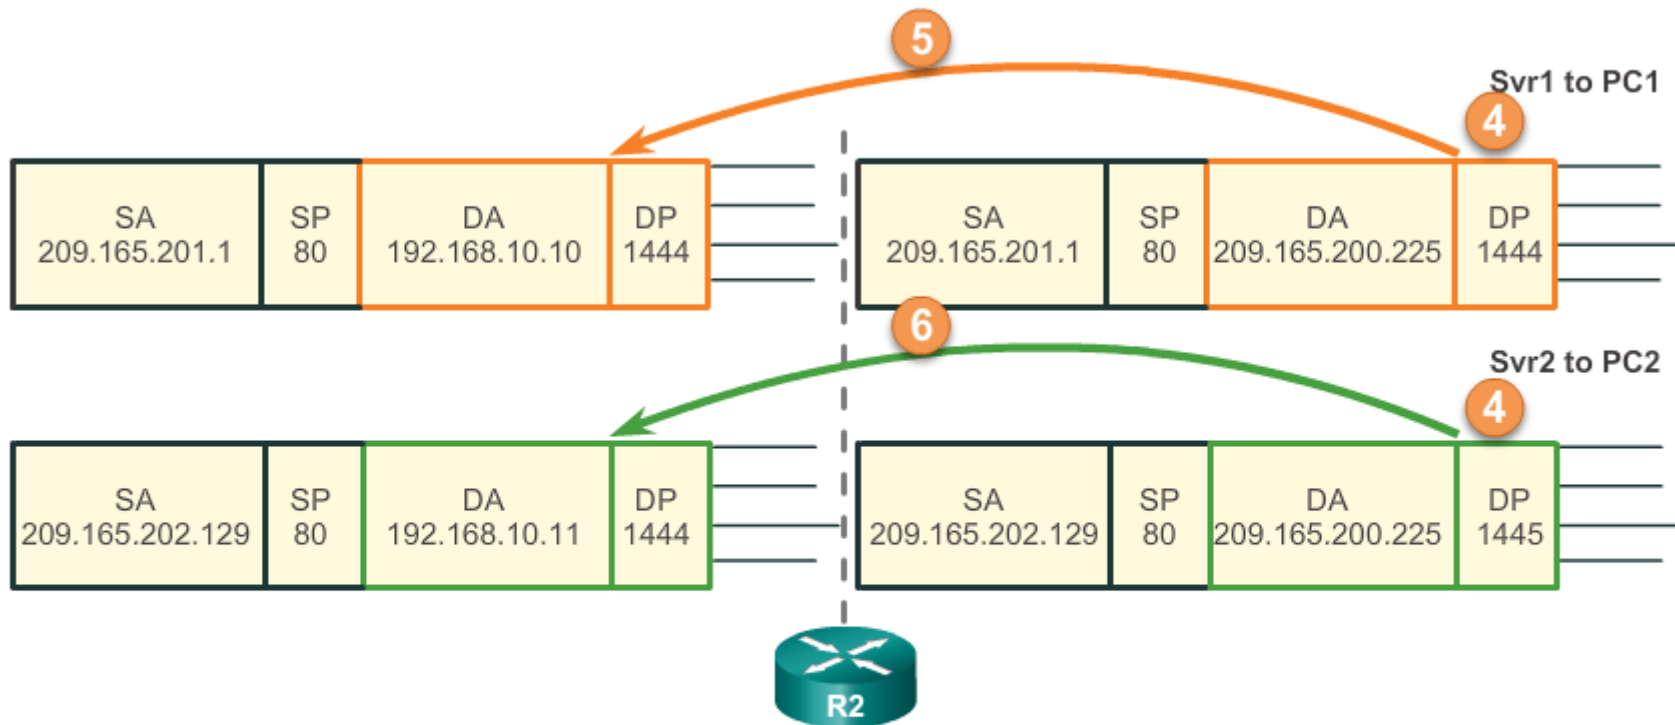 5
Svr1 to PC1
4
SA
209.165.201.1
SP
80
DA
192.168.10.10
DP
1444
SA
209.165.201.1
SP
80
DA
209.165.200.225
DP
1444
6
Svr2 to PC2
4
SA
209.165.202.129
SP
80
DA
192.168.10.11
DP
1444
SA
209.165.202.129
SP
80
DA
209.165.200.225
DP
1445
R2